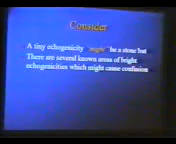 Consider
A tiny echogenicity "might" be a stone but
There are several known areas of bright
echogenicities which might cause confusion